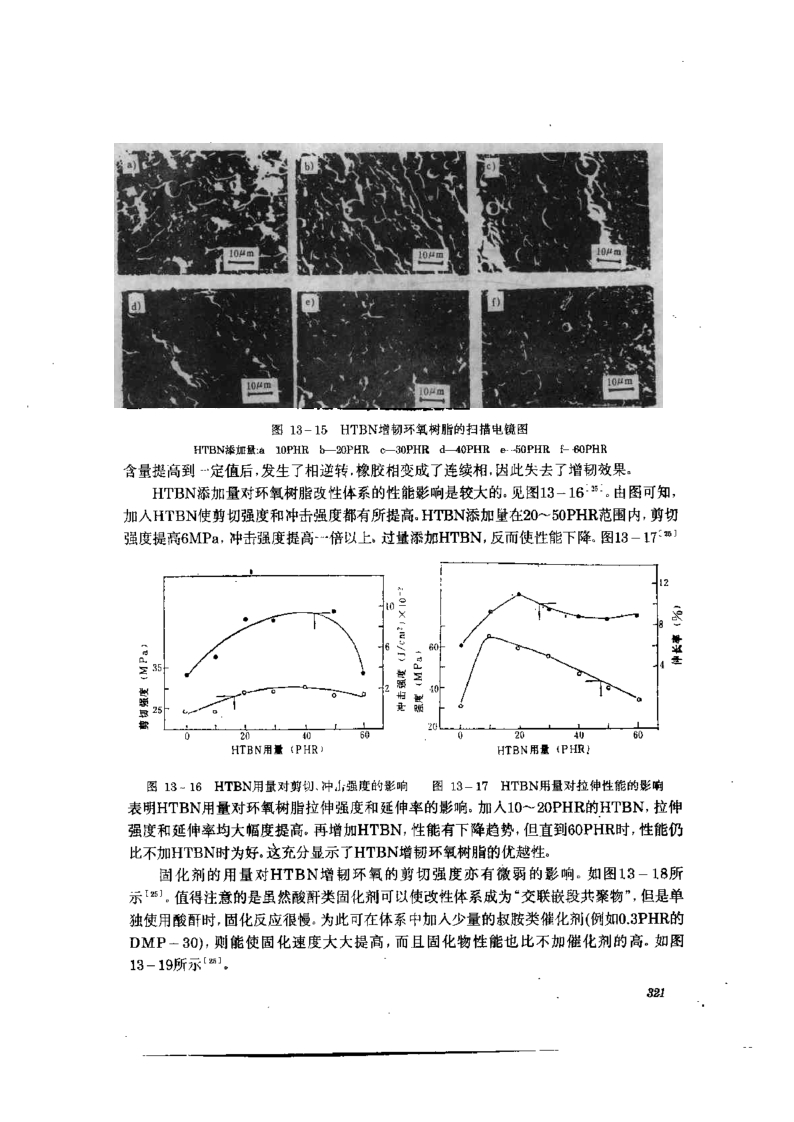 a)
b)
c)
10μm
10μm
10μm
d)
e)
f)
10μm
10μm
10μm
图 13-15 HTBN增韧环氧树脂的扫描电镜图
HTBN添加量:a 10PHR b—20PHR c—30PHR d—40PHR e--50PHR f-60PHR
含量提高到一定值后,发生了相逆转,橡胶相变成了连续相,因此失去了增韧效果。
HTBN添加量对环氧树脂改性体系的性能影响是较大的。见图13-16[25]。由图可知,
加入HTBN使剪切强度和冲击强度都有所提高。HTBN添加量在20~50PHR范围内,剪切
强度提高6MPa,冲击强度提高一倍以上。过量添加HTBN,反而使性能下降。图13-17[25]
剪切强度 (MPa)
35
25
0 20 40 60
HTBN用量 (PHR)
10
6
2
冲击强度 (J/cm²)×10⁻²
强度 (MPa)
60
40
20
0 20 40 60
HTBN用量 (PHR)
12
8
4
伸长率 (%)
图 13-16 HTBN用量对剪切、冲击强度的影响
图 13-17 HTBN用量对拉伸性能的影响
表明HTBN用量对环氧树脂拉伸强度和延伸率的影响。加入10~20PHR的HTBN,拉伸
强度和延伸率均大幅度提高。再增加HTBN,性能有下降趋势,但直到60PHR时,性能仍
比不加HTBN时为好。这充分显示了HTBN增韧环氧树脂的优越性。
固化剂的用量对HTBN增韧环氧的剪切强度亦有微弱的影响。如图13-18所
示[25]。值得注意的是虽然酸酐类固化剂可以使改性体系成为“交联嵌段共聚物”,但是单
独使用酸酐时,固化反应很慢。为此可在体系中加入少量的叔胺类催化剂(例如0.3PHR的
DMP-30),则能使固化速度大大提高,而且固化物性能也比不加催化剂的高。如图
13-19所示[25]。
321